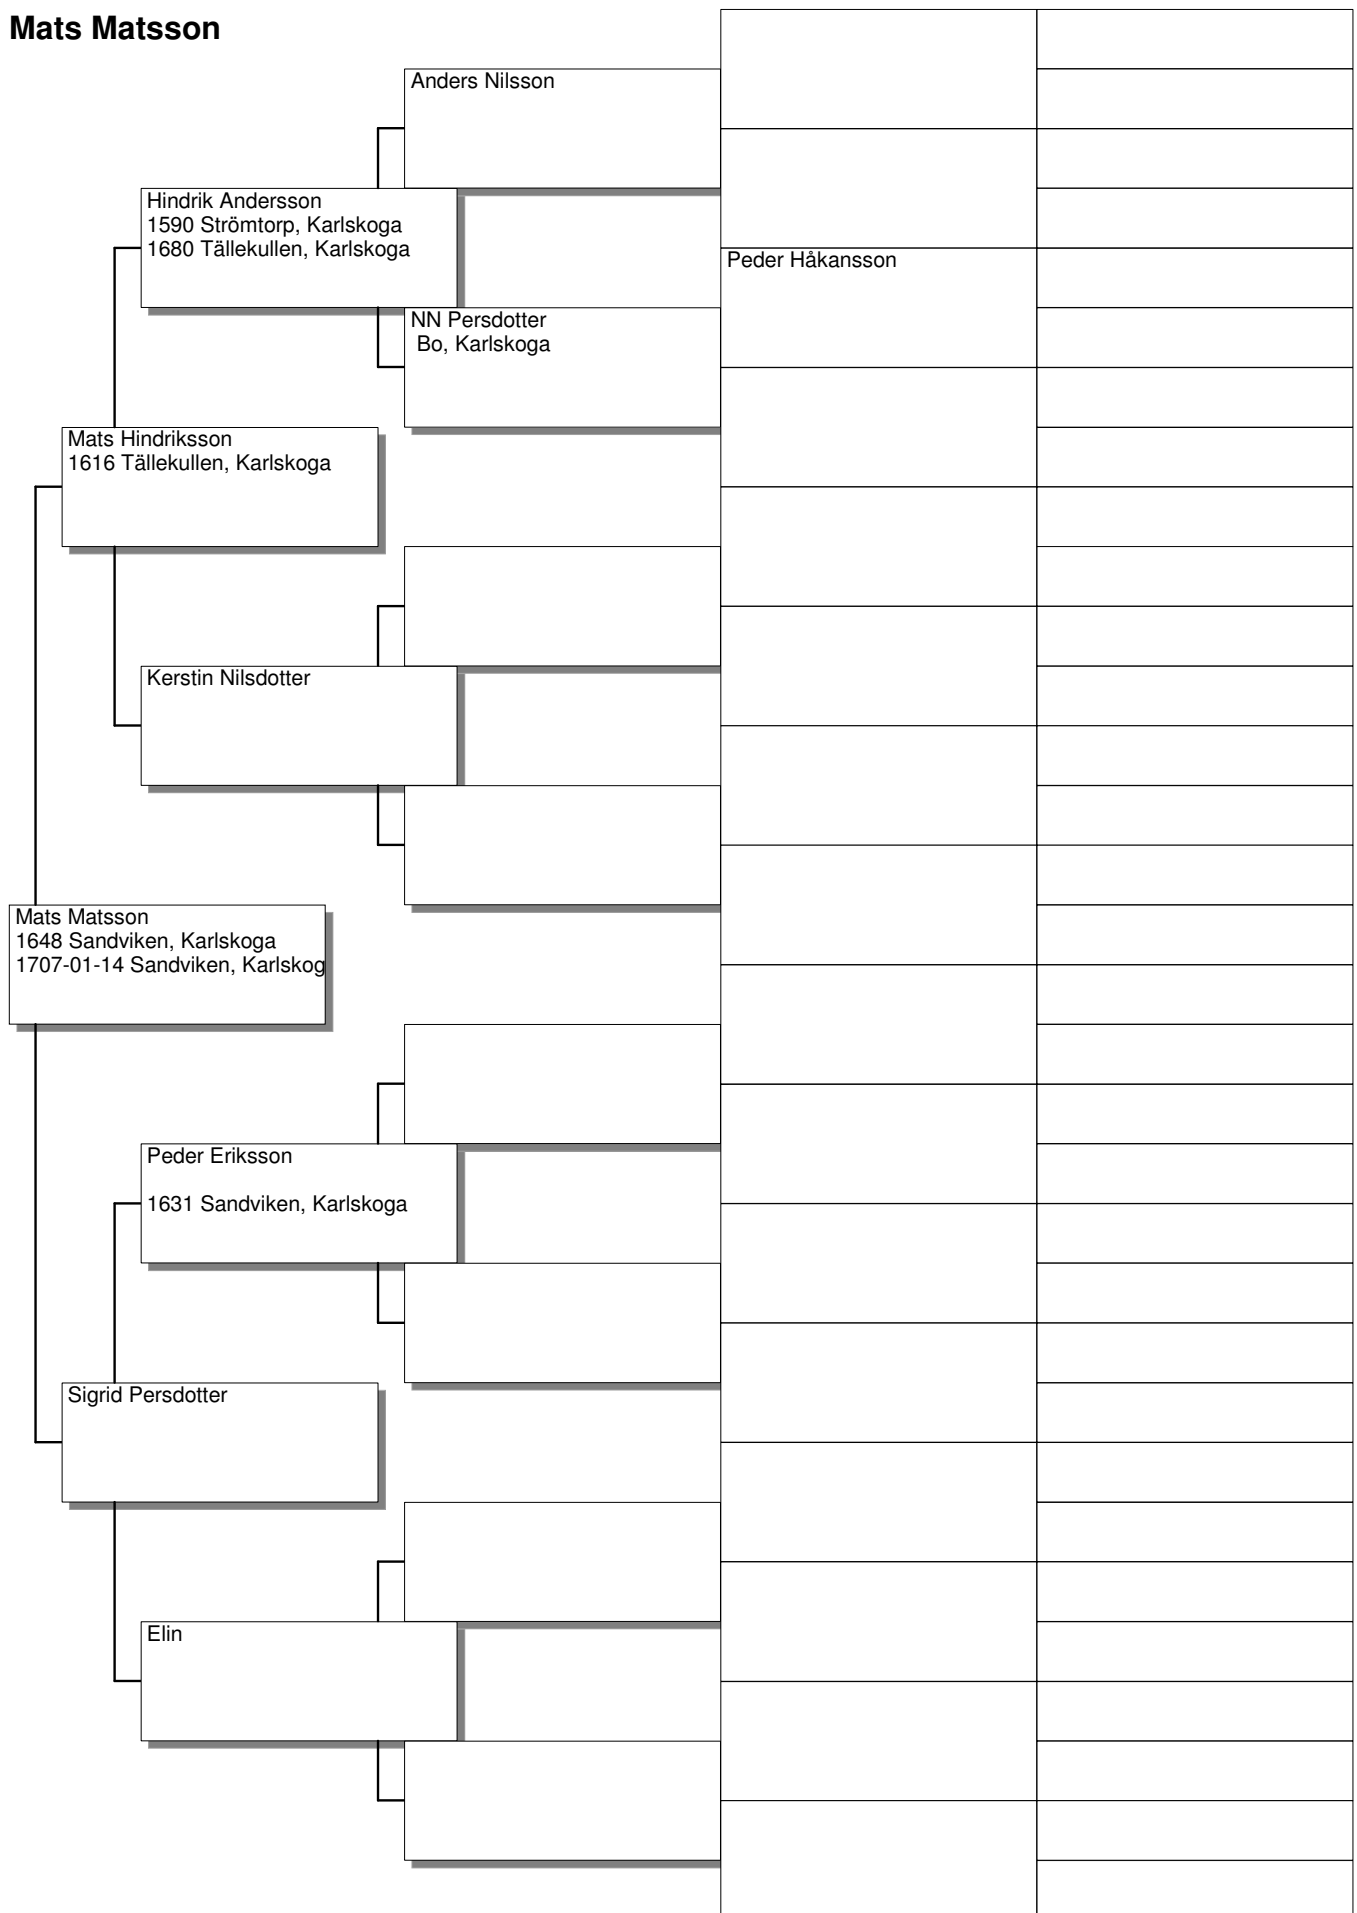 Mats Matsson
Anders Nilsson
Hindrik Andersson
1590 Strömtorp, Karlskoga
1680 Tällekullen, Karlskoga
Peder Håkansson
NN Persdotter
Bo, Karlskoga
Mats Hindriksson
1616 Tällekullen, Karlskoga
Kerstin Nilsdotter
Mats Matsson
1648 Sandviken, Karlskoga
1707-01-14 Sandviken, Karlskog
Peder Eriksson
1631 Sandviken, Karlskoga
Sigrid Persdotter
Elin